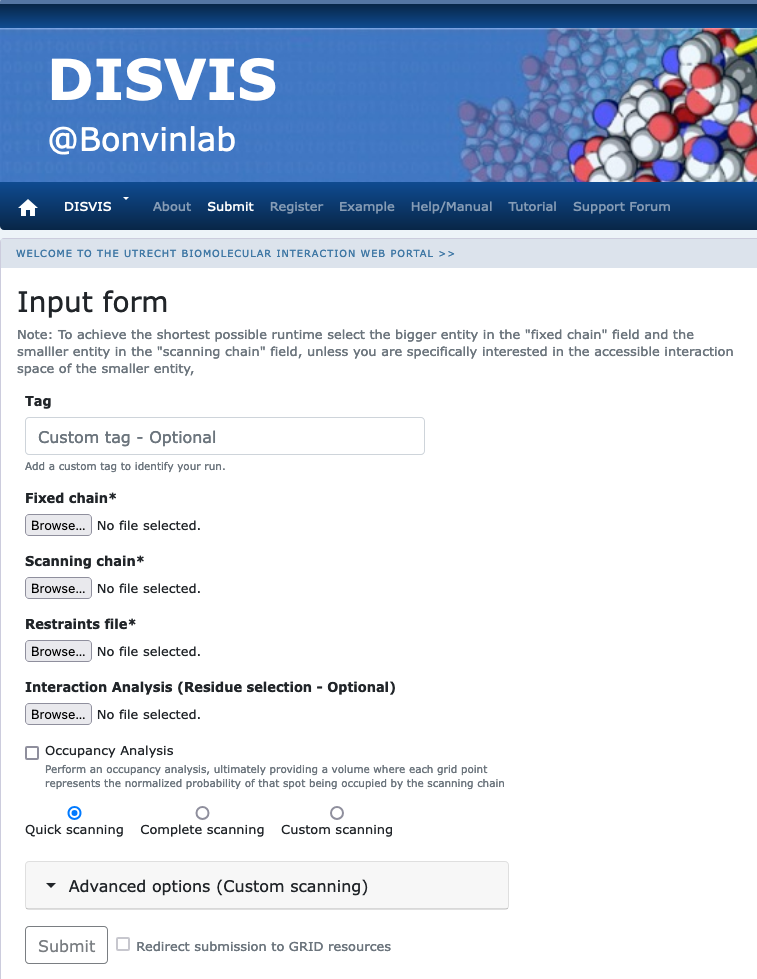 DISVIS
@Bonvinlab
DISVIS About Submit Register Example Help/Manual Tutorial Support Forum
WELCOME TO THE UTRECHT BIOMOLECULAR INTERACTION WEB PORTAL >>
Input form
Note: To achieve the shortest possible runtime select the bigger entity in the "fixed chain" field and the
smalller entity in the "scanning chain" field, unless you are specifically interested in the accessible interaction
space of the smaller entity,
Tag
Custom tag - Optional
Add a custom tag to identify your run.
Fixed chain*
Browse... No file selected.
Scanning chain*
Browse... No file selected.
Restraints file*
Browse... No file selected.
Interaction Analysis (Residue selection - Optional)
Browse... No file selected.
Occupancy Analysis
Perform an occupancy analysis, ultimately providing a volume where each grid point
represents the normalized probability of that spot being occupied by the scanning chain
Quick scanning Complete scanning Custom scanning
Advanced options (Custom scanning)
Submit Redirect submission to GRID resources